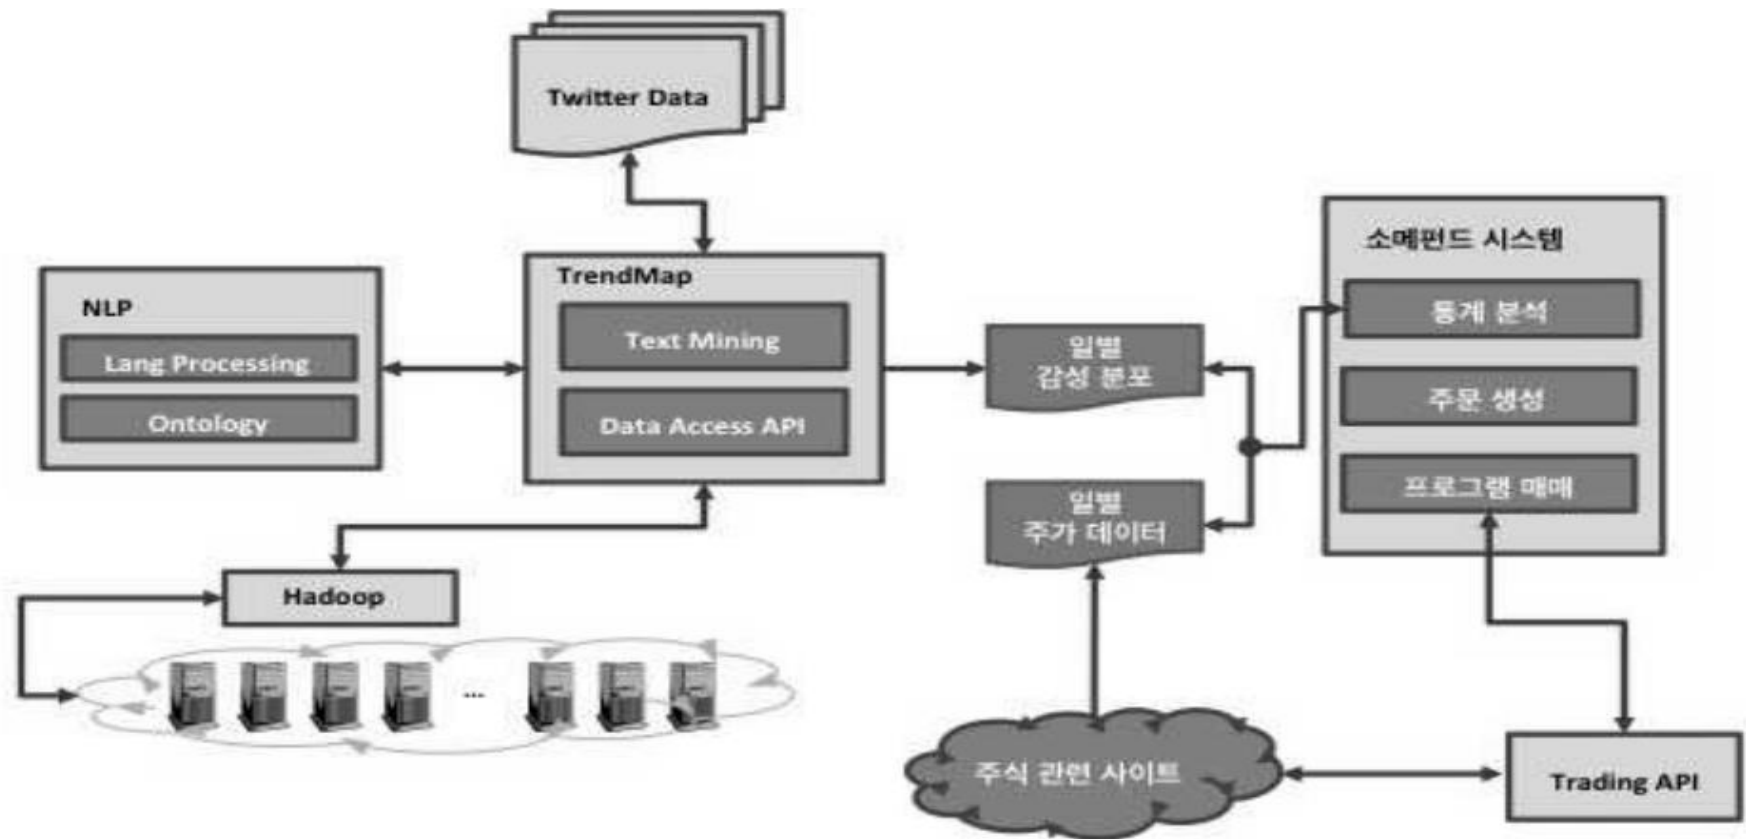 Twitter Data
NLP
Lang Processing
Ontology
TrendMap
Text Mining
Data Access API
Hadoop
...
일별
감성 분포
일별
주가 데이터
소메펀드 시스템
통계 분석
주문 생성
프로그램 매매
주식 관련 사이트
Trading API